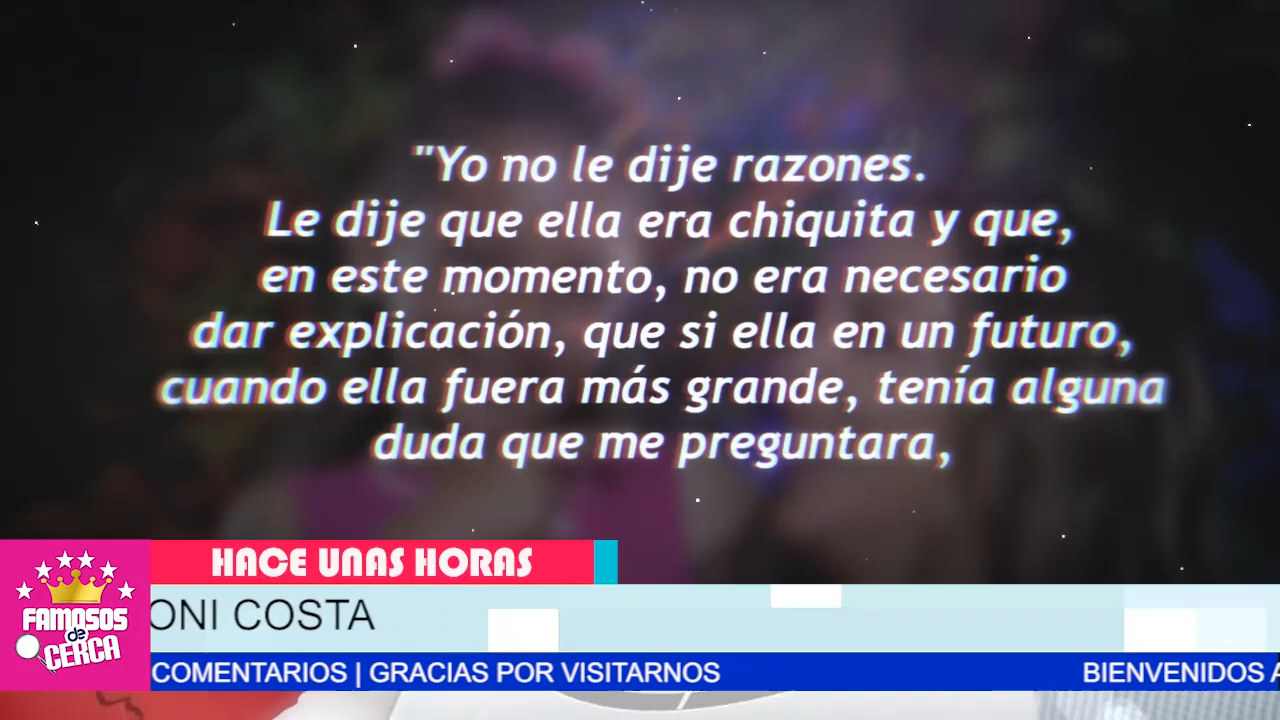 "Yo no le dije razones.
Le dije que ella era chiquita y que,
en este momento, no era necesario
dar explicación, que si ella en un futuro,
cuando ella fuera más grande, tenía alguna
duda que me preguntara,
HACE UNAS HORAS
ONI COSTA
FAMOSOS
de
CERCA
COMENTARIOS | GRACIAS POR VISITARNOS
BIENVENIDOS A